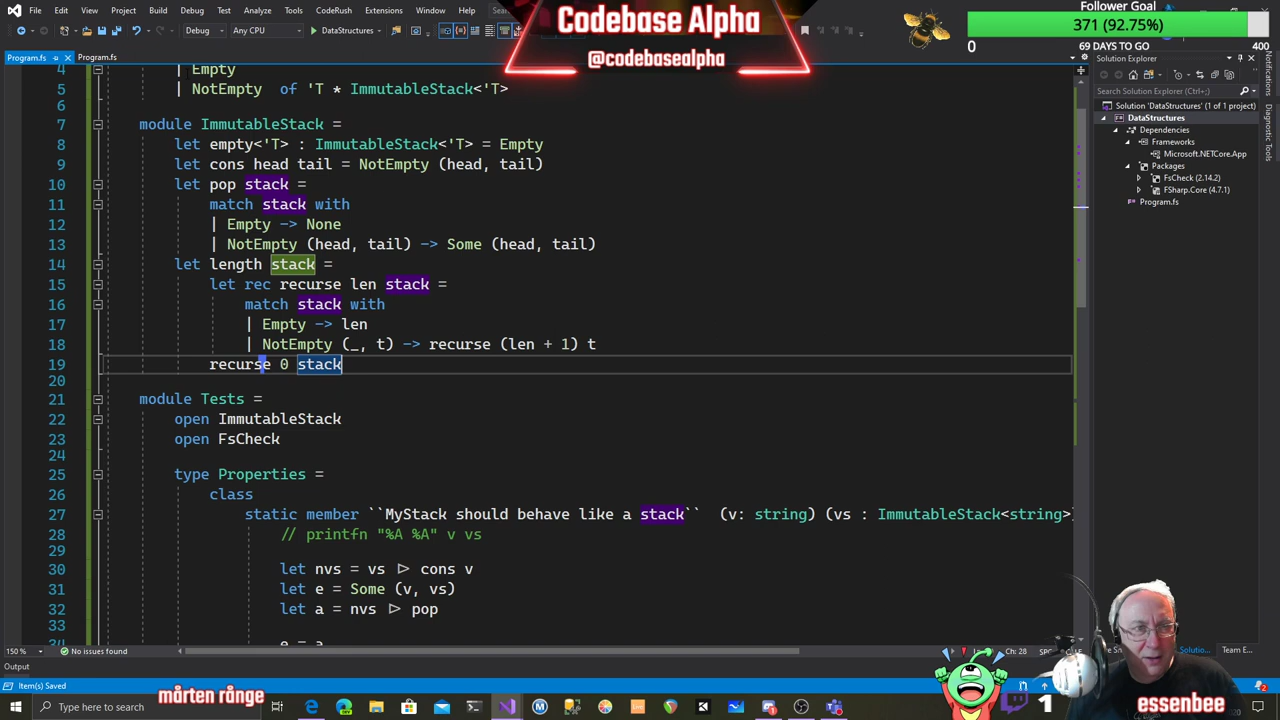 File Edit View Project Build Debug Test Analyze Tools CodeRush Extensions Window Help
Debug Any CPU DataStructures
Program.fs Program.fs
Codebase Alpha
@codebasealpha
Follower Goal
371 (92.75%)
0 69 DAYS TO GO 400
4 | Empty
5 | NotEmpty of 'T * ImmutableStack<'T>
6
7 module ImmutableStack =
8 let empty<'T> : ImmutableStack<'T> = Empty
9 let cons head tail = NotEmpty (head, tail)
10 let pop stack =
11 match stack with
12 | Empty -> None
13 | NotEmpty (head, tail) -> Some (head, tail)
14 let length stack =
15 let rec recurse len stack =
16 match stack with
17 | Empty -> len
18 | NotEmpty (_, t) -> recurse (len + 1) t
19 recurse 0 stack
20
21 module Tests =
22 open ImmutableStack
23 open FsCheck
24
25 type Properties =
26 class
27 static member ``MyStack should behave like a stack`` (v: string) (vs : ImmutableStack<string>)
28 // printfn "%A %A" v vs
29
30 let nvs = vs |> cons v
31 let e = Some (v, vs)
32 let a = nvs |> pop
33
34 e = a
Solution Explorer
Search Solution Explorer (Ctrl+;)
Solution 'DataStructures' (1 of 1 project)
DataStructures
Dependencies
Frameworks
Microsoft.NETCore.App
Packages
FsCheck (2.14.2)
FSharp.Core (4.7.1)
Program.fs
Notifications
Diagnostic Tools
150 % No issues found
Ch: 28
Solutio... Team E...
Output
Item(s) Saved
mårten rånge
Type here to search
1
essenbee